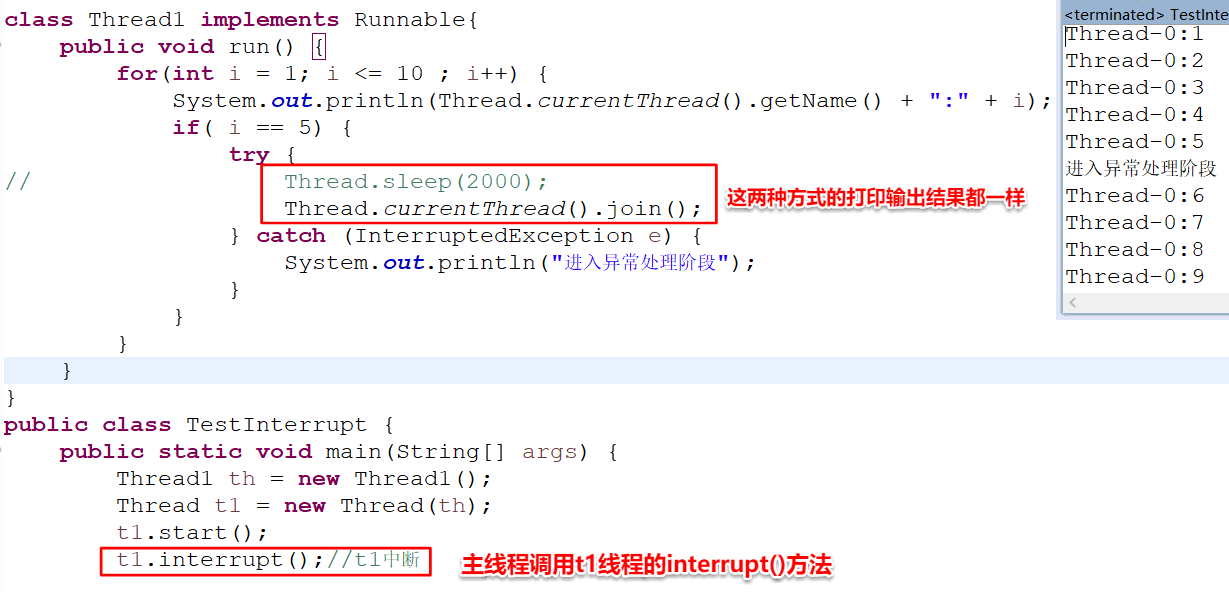 class Thread1 implements Runnable{
public void run() {
for(int i = 1; i <= 10 ; i++) {
System.out.println(Thread.currentThread().getName() + ":" + i);
if( i == 5) {
try {
// Thread.sleep(2000);
Thread.currentThread().join();
这两种方式的打印输出结果都一样
} catch (InterruptedException e) {
System.out.println("进入异常处理阶段");
}
}
}
}
}
public class TestInterrupt {
public static void main(String[] args) {
Thread1 th = new Thread1();
Thread t1 = new Thread(th);
t1.start();
t1.interrupt();//t1中断
主线程调用t1线程的interrupt()方法
<terminated> TestInte
Thread-0:1
Thread-0:2
Thread-0:3
Thread-0:4
Thread-0:5
进入异常处理阶段
Thread-0:6
Thread-0:7
Thread-0:8
Thread-0:9